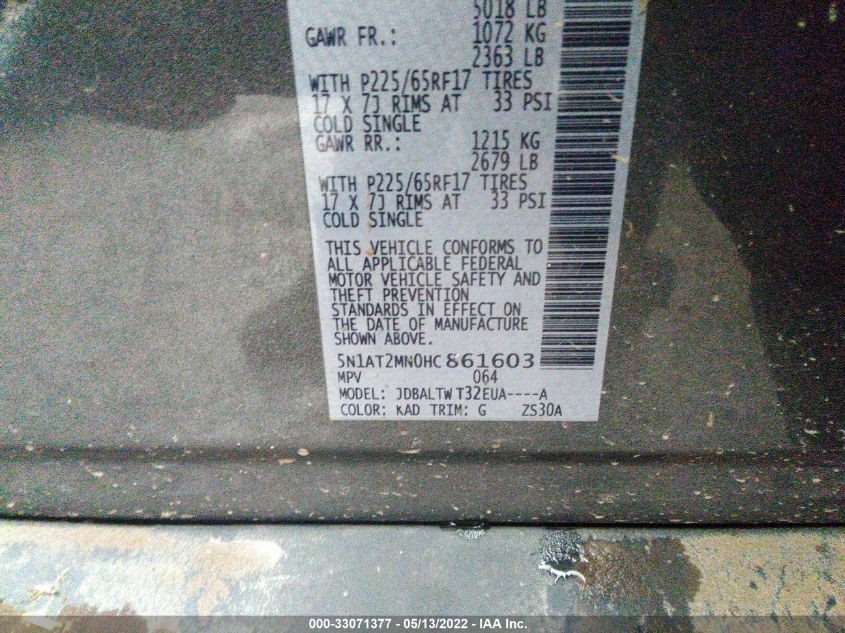 5018 LB
GAWR FR.: 1072 KG
2363 LB
WITH P225/65RF17 TIRES
17 X 7J RIMS AT 33 PSI
COLD SINGLE
GAWR RR.: 1215 KG
2679 LB
WITH P225/65RF17 TIRES
17 X 7J RIMS AT 33 PSI
COLD SINGLE
THIS VEHICLE CONFORMS TO
ALL APPLICABLE FEDERAL
MOTOR VEHICLE SAFETY AND
THEFT PREVENTION
STANDARDS IN EFFECT ON
THE DATE OF MANUFACTURE
SHOWN ABOVE.
5N1AT2MN0HC861603
MPV 064
MODEL: JDBALTW T32EUA----A
COLOR: KAD TRIM: G ZS30A
000-33071377 - 05/13/2022 - IAA Inc.